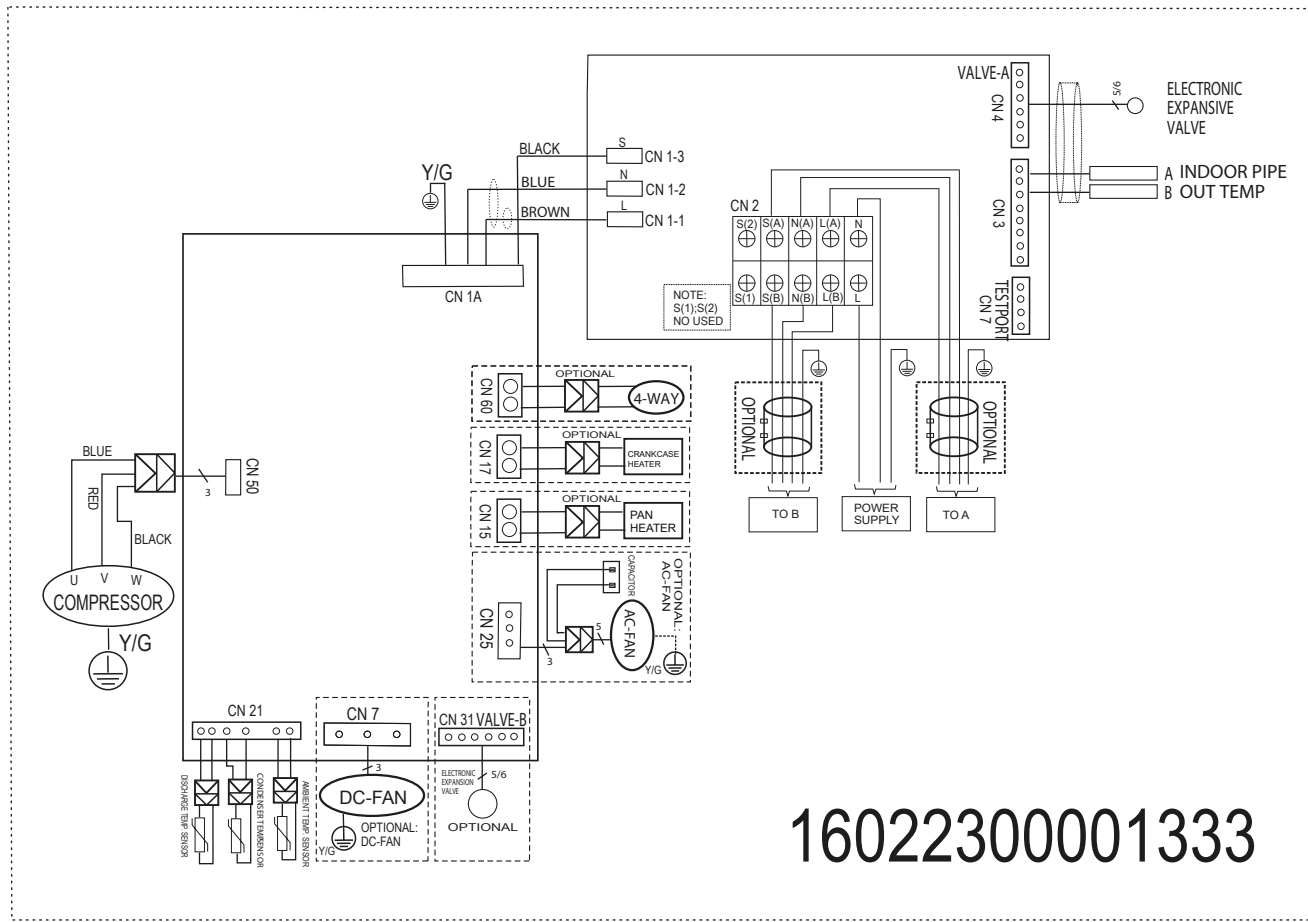 VALVE-A
CN 4
5/6
ELECTRONIC
EXPANSIVE
VALVE
BLACK
S
CN 1-3
Y/G
BLUE
N
CN 1-2
BROWN
L
CN 1-1
A INDOOR PIPE
B OUT TEMP
CN 3
CN 2
S(2) S(A) N(A) L(A) N
S(1) S(B) N(B) L(B) L
NOTE:
S(1);S(2)
NO USED
TESTPORT
CN 7
CN 1A
OPTIONAL
OPTIONAL
TO B
POWER
SUPPLY
TO A
CN 60
OPTIONAL
4-WAY
CN 17
OPTIONAL
CRANKCASE
HEATER
CN 15
OPTIONAL
PAN
HEATER
BLUE
RED
BLACK
3
CN 50
U V W
COMPRESSOR
Y/G
CN 25
3
CAPACITOR
5
AC-FAN
Y/G
OPTIONAL:
AC-FAN
CN 21
DISCHARGE TEMP. SENSOR
CONDENSER TEMP.SENSOR
AMBIENT TEMP. SENSOR
CN 7
3
DC-FAN
Y/G
OPTIONAL:
DC-FAN
CN 31 VALVE-B
ELECTRONIC
EXPANSION
VALVE
5/6
OPTIONAL
16022300001333